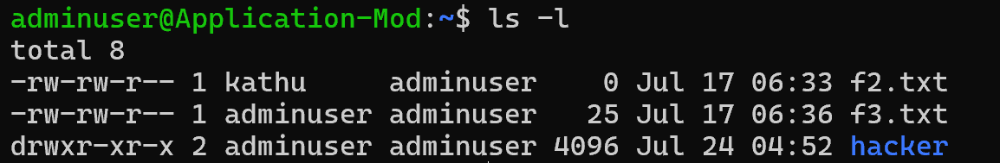 adminuser@Application-Mod:~$ ls -l
total 8
-rw-rw-r-- 1 kathu     adminuser    0 Jul 17 06:33 f2.txt
-rw-rw-r-- 1 adminuser adminuser   25 Jul 17 06:36 f3.txt
drwxr-xr-x 2 adminuser adminuser 4096 Jul 24 04:52 hacker